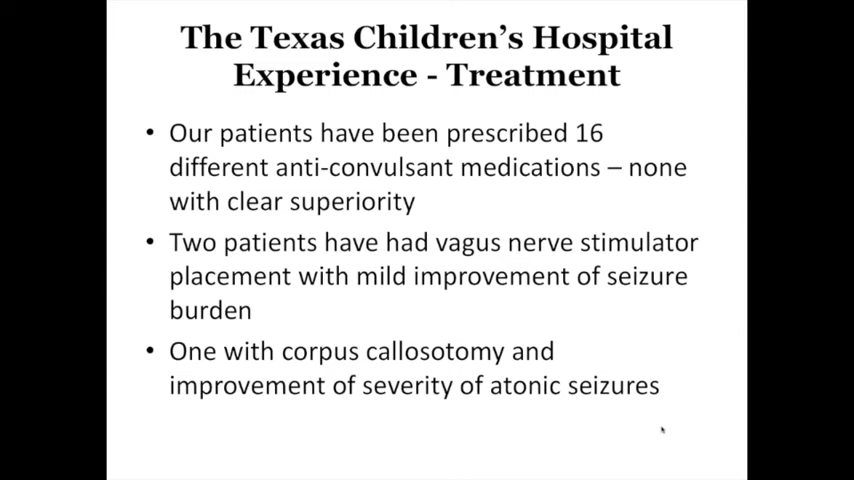 The Texas Children's Hospital
Experience - Treatment
• Our patients have been prescribed 16
different anti-convulsant medications – none
with clear superiority
• Two patients have had vagus nerve stimulator
placement with mild improvement of seizure
burden
• One with corpus callosotomy and
improvement of severity of atonic seizures